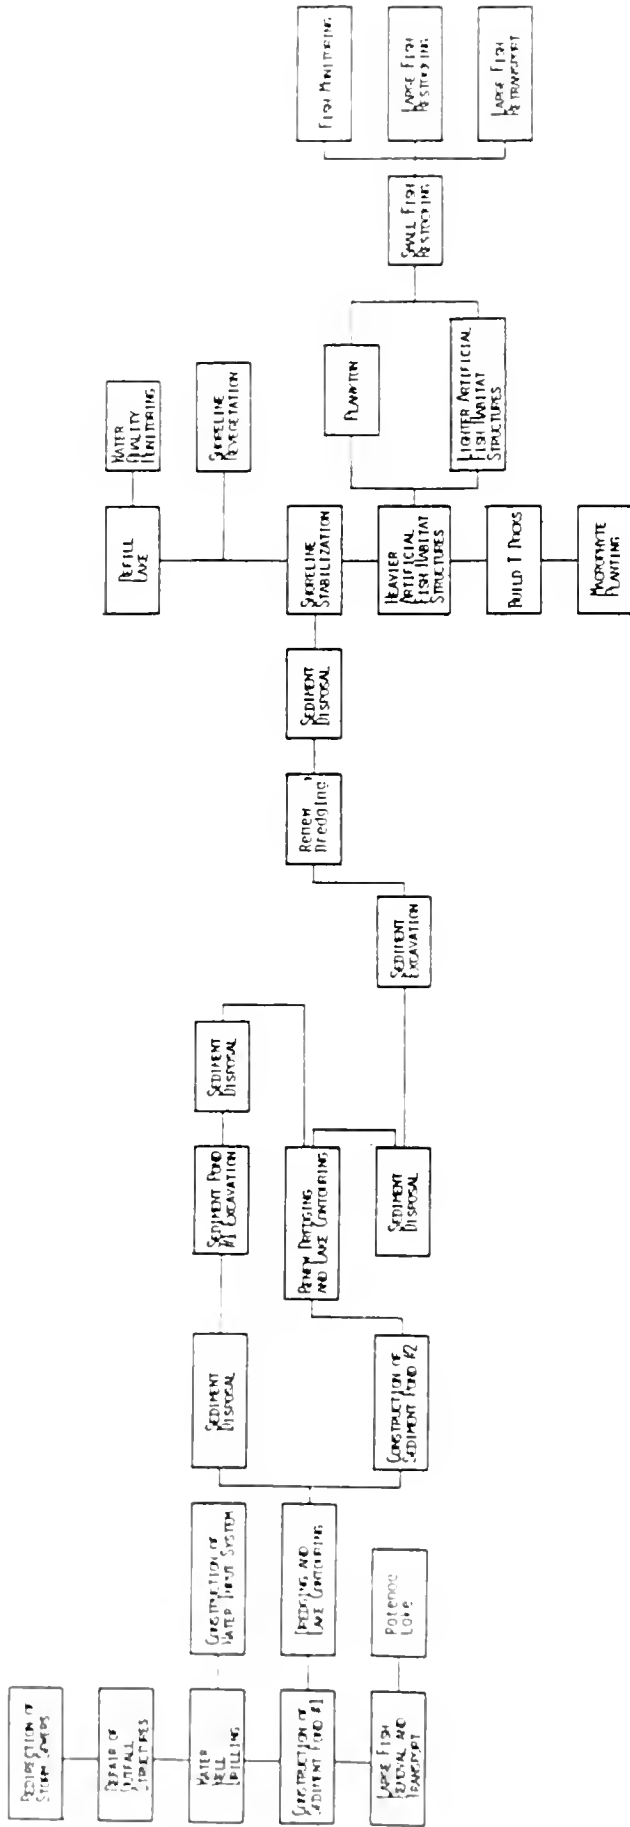 REDIRECTION OF
STORM SEWERS
REPAIR OF
OUTFALL
STRUCTURES
WATER
WELL
DRILLING
CONSTRUCTION OF
SEDIMENT POND #1
LARGE FISH
REMOVAL AND
TRANSPORT
CONSTRUCTION OF
WATER INPUT SYSTEM
DREDGING AND
LAKE CONTOURING
Lake
SEDIMENT
DISPOSAL
CONSTRUCTION OF
SEDIMENT POND #2
SEDIMENT POND
#1 EXCAVATION
SEDIMENT
DISPOSAL
RENEW DREDGING
AND LAKE CONTOURING
SEDIMENT
DISPOSAL
SEDIMENT
EXCAVATION
Renew
Dredging
SEDIMENT
DISPOSAL
REFILL
LAKE
SHORELINE
STABILIZATION
HEAVIER
ARTIFICIAL
FISH HABITAT
STRUCTURES
BUILD T DOCKS
MACROPHYTE
PLANTING
WATER
QUALITY
MONITORING
SHORELINE
REVEGETATION
PLANKTON
LIGHTER ARTIFICIAL
FISH HABITAT
STRUCTURES
SMALL FISH
RESTOCKING
FISH MONITORING
LARGE FISH
RESTOCKING
LARGE FISH
RETRANSPORT